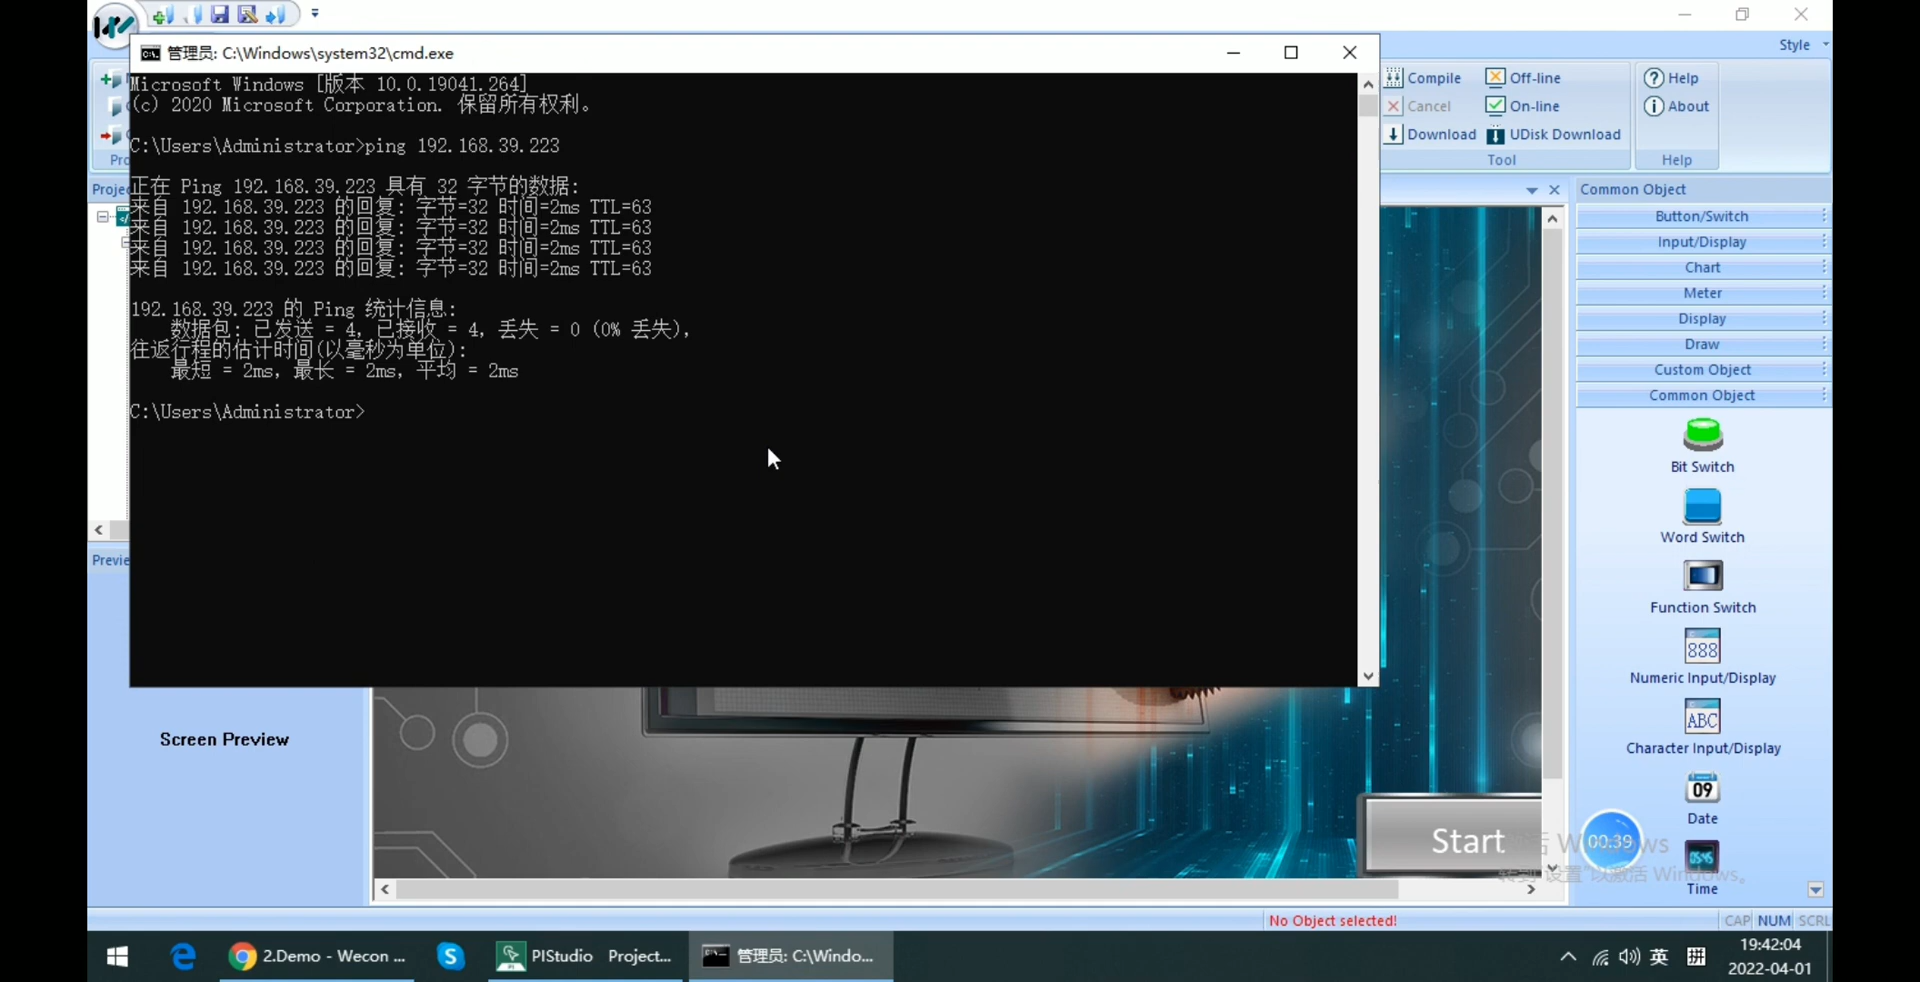 管理员: C:\Windows\system32\cmd.exe
Microsoft Windows [版本 10.0.19041.264]
(c) 2020 Microsoft Corporation. 保留所有权利。
C:\Users\Administrator>ping 192.168.39.223
正在 Ping 192.168.39.223 具有 32 字节的数据:
来自 192.168.39.223 的回复: 字节=32 时间=2ms TTL=63
来自 192.168.39.223 的回复: 字节=32 时间=2ms TTL=63
来自 192.168.39.223 的回复: 字节=32 时间=2ms TTL=63
来自 192.168.39.223 的回复: 字节=32 时间=2ms TTL=63
192.168.39.223 的 Ping 统计信息:
数据包: 已发送 = 4, 已接收 = 4, 丢失 = 0 (0% 丢失),
往返行程的估计时间(以毫秒为单位):
最短 = 2ms, 最长 = 2ms, 平均 = 2ms
C:\Users\Administrator>
Style
Compile
Off-line
Help
Cancel
On-line
About
Download
UDisk Download
Tool
Help
Common Object
Button/Switch
Input/Display
Chart
Meter
Display
Draw
Custom Object
Common Object
Bit Switch
Word Switch
Function Switch
888
Numeric Input/Display
ABC
Character Input/Display
09
Date
05:45
Time
Screen Preview
Start
00:39
No Object selected!
CAP NUM SCRL
2.Demo - Wecon ...
PIStudio Project...
管理员: C:\Windo...
英
拼
19:42:04
2022-04-01